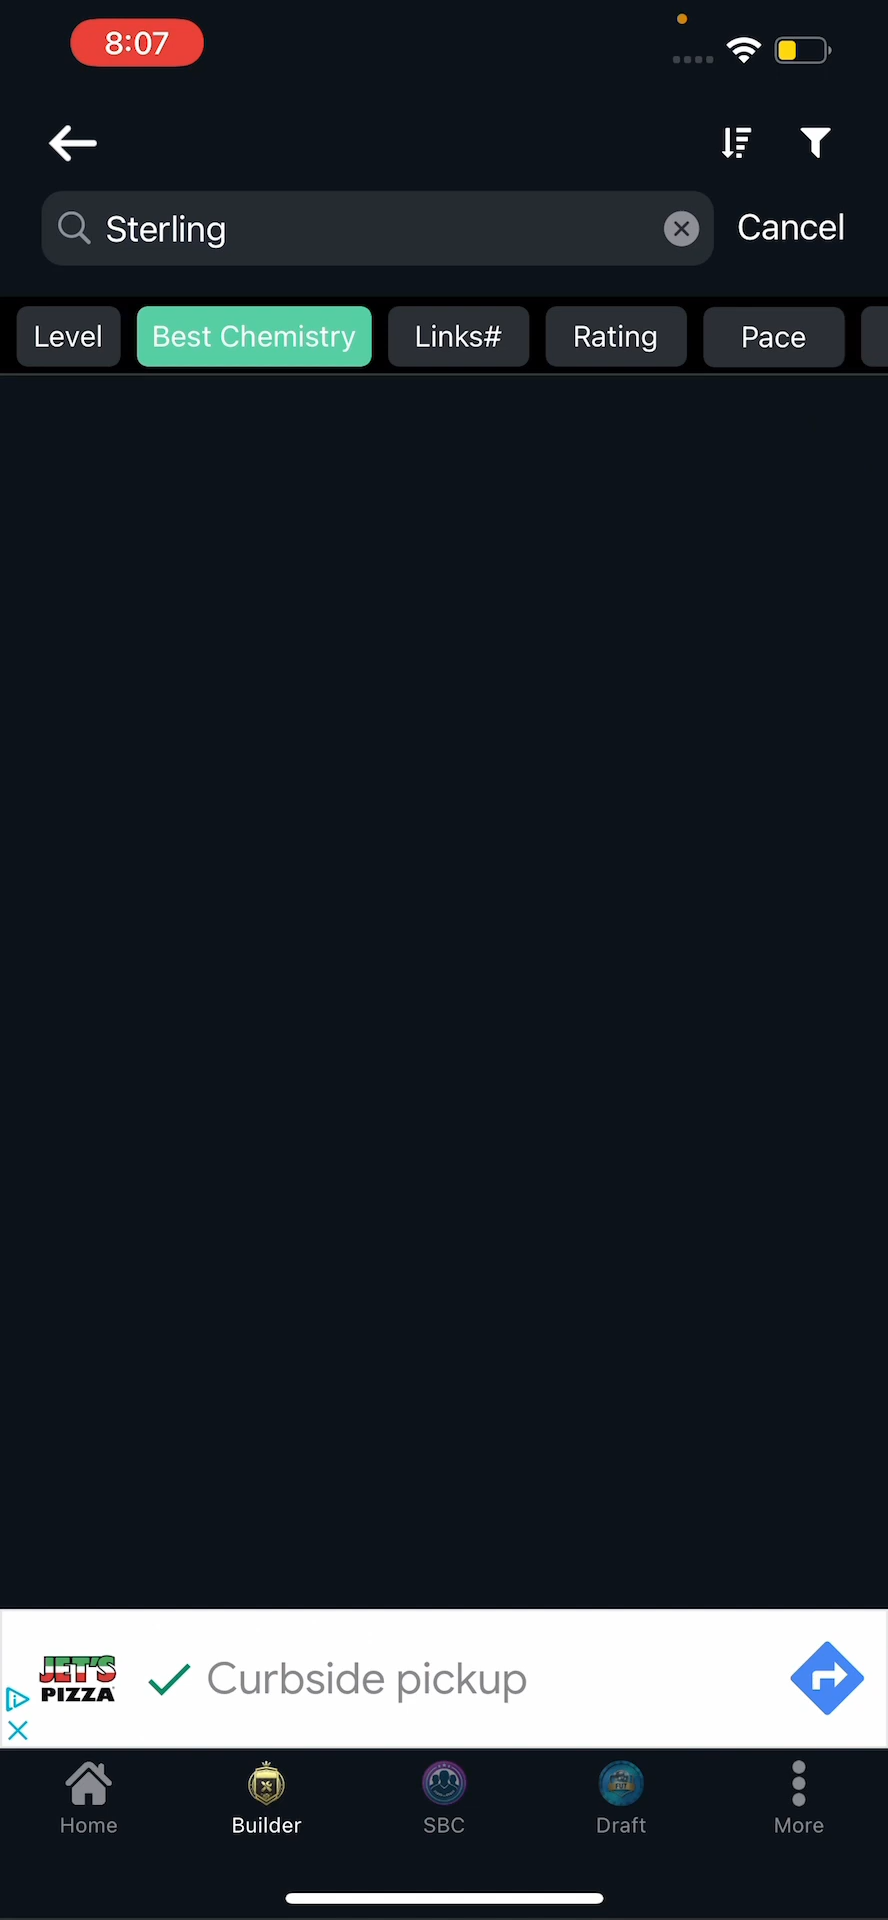 8:07
Sterling
Cancel
Level
Best Chemistry
Links#
Rating
Pace
JET'S
PIZZA
Curbside pickup
Home
Builder
SBC
Draft
More